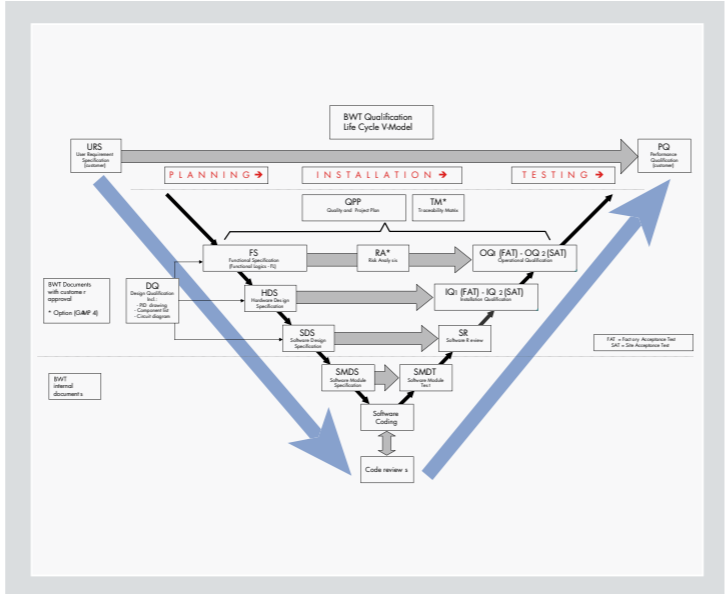 BWT Qualification
Life Cycle V-Model
URS
User Requirement
Specification
(customer)
PQ
Performance
Qualification
(customer)
PLANNING → INSTALLATION → TESTING →
QPP
Quality and Project Plan
TM*
Traceability Matrix
FS
Functional Specification
(Functional Logics - FL)
RA*
Risk Analysis
OQ1 (FAT) - OQ 2 (SAT)
Operational Qualification
BWT Documents
with customer
approval
* Option (GAMP 4)
DQ
Design Qualification
Incl.:
- PID drawing
- Component list
- Circuit diagram
HDS
Hardware Design
Specification
IQ1 (FAT) - IQ 2 (SAT)
Installation Qualification
SDS
Software Design
Specification
SR
Software Review
FAT = Factory Acceptance Test
SAT = Site Acceptance Test
BWT
internal
documents
SMDS
Software Module
Specification
SMDT
Software Module
Test
Software
Coding
Code reviews